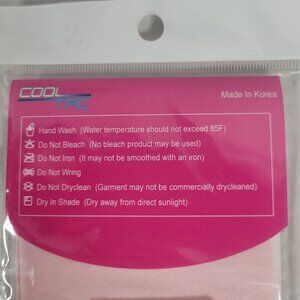 COOL
TAC
Made In Korea
Hand Wash (Water temperature should not exceed 85F)
Do Not Bleach (No bleach product may be used)
Do Not Iron (It may not be smoothed with an iron)
Do Not Wring
Do Not Dryclean (Garment may not be commercially drycleaned)
Dry In Shade (Dry away from direct sunlight)